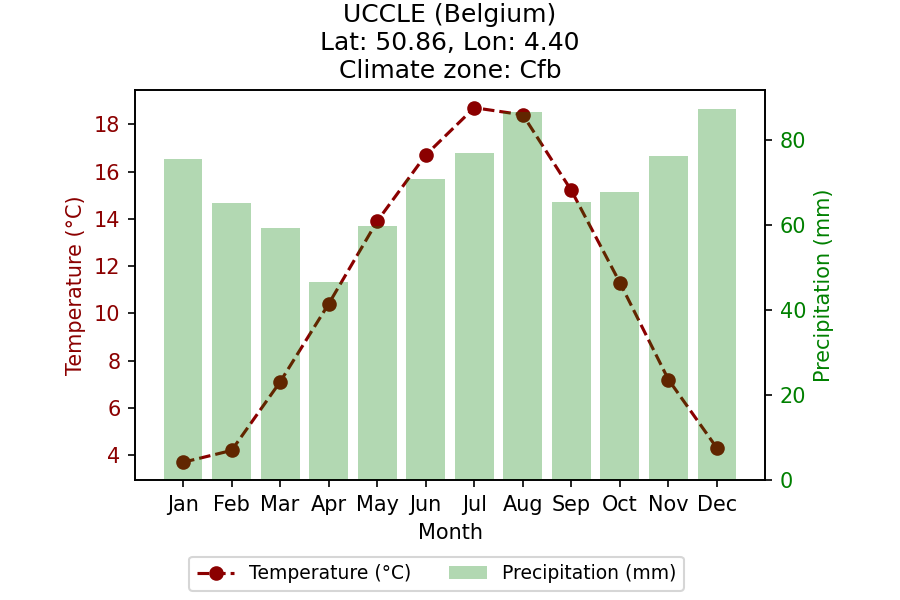 UCCLE (Belgium)
Lat: 50.86, Lon: 4.40
Climate zone: Cfb
Temperature (°C)
18
16
14
12
10
8
6
4
Precipitation (mm)
80
60
40
20
0
Jan Feb Mar Apr May Jun Jul Aug Sep Oct Nov Dec
Month
Temperature (°C) Precipitation (mm)